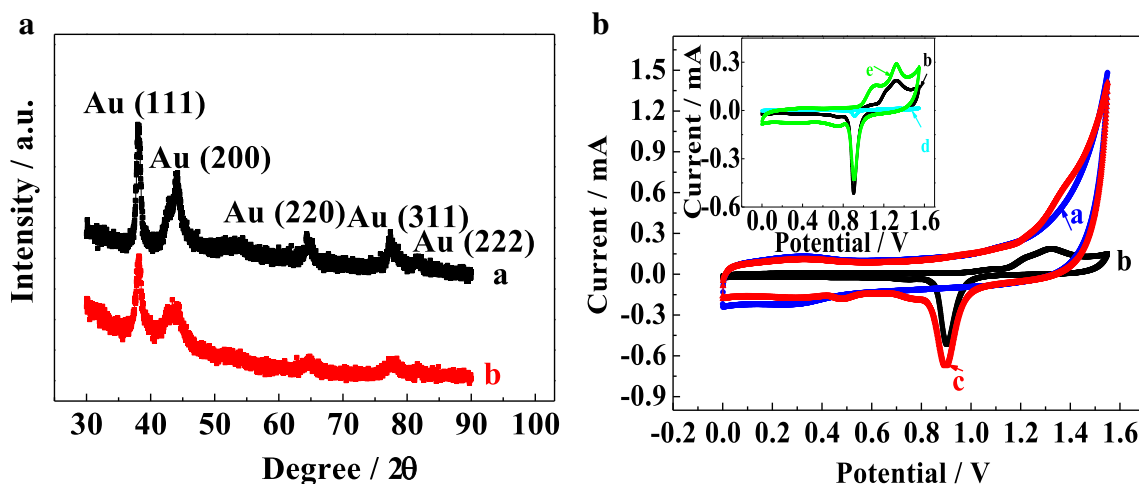 a
Intensity / a.u.
Au (111)
Au (200)
Au (220)
Au (311)
Au (222)
a
b
30 40 50 60 70 80 90 100
Degree / 2θ
b
Current / mA
1.5
1.2
0.9
0.6
0.3
0.0
-0.3
-0.6
-0.9
-0.2 0.0 0.2 0.4 0.6 0.8 1.0 1.2 1.4 1.6
Potential / V
a
b
c
Current / mA
0.3
0.0
-0.3
-0.6
0.0 0.4 0.8 1.2 1.6
Potential / V
e
b
d